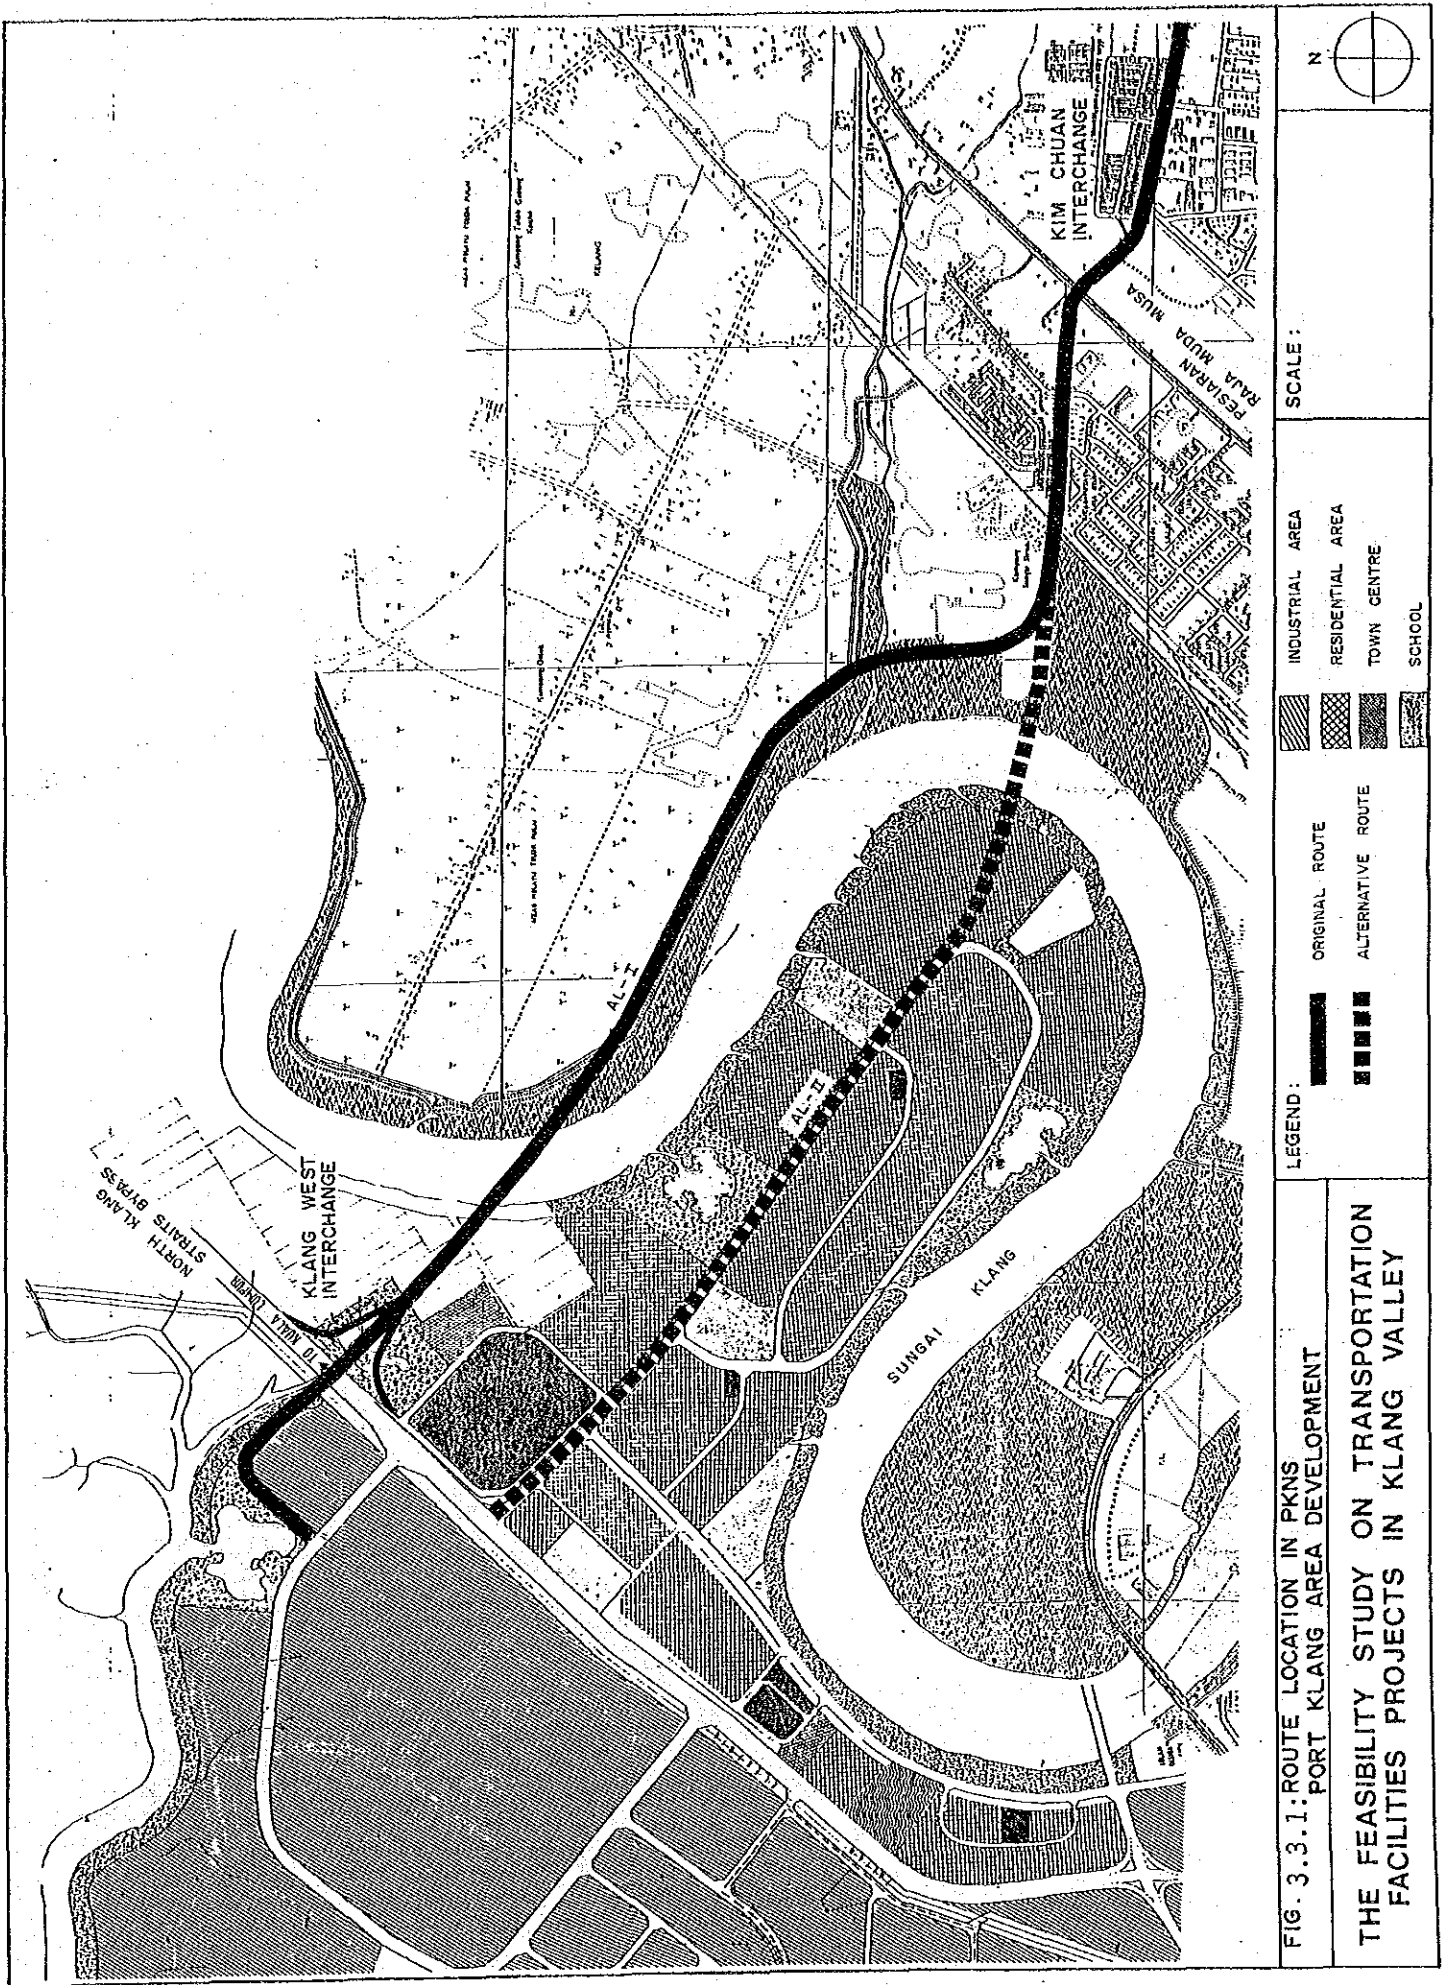 NORTH KLANG
STRAITS BYPASS
TO KUALA LUMPUR
KLANG WEST
INTERCHANGE
AL-I
AL-II
SUNGAI KLANG
KELANG
KIM CHUAN
INTERCHANGE
PESIARAN
RAJA MUDA MUSA
FIG. 3.3.1: ROUTE LOCATION IN PKNS
PORT KLANG AREA DEVELOPMENT
THE FEASIBILITY STUDY ON TRANSPORTATION
FACILITIES PROJECTS IN KLANG VALLEY
LEGEND:
ORIGINAL ROUTE
ALTERNATIVE ROUTE
INDUSTRIAL AREA
RESIDENTIAL AREA
TOWN CENTRE
SCHOOL
SCALE:
N